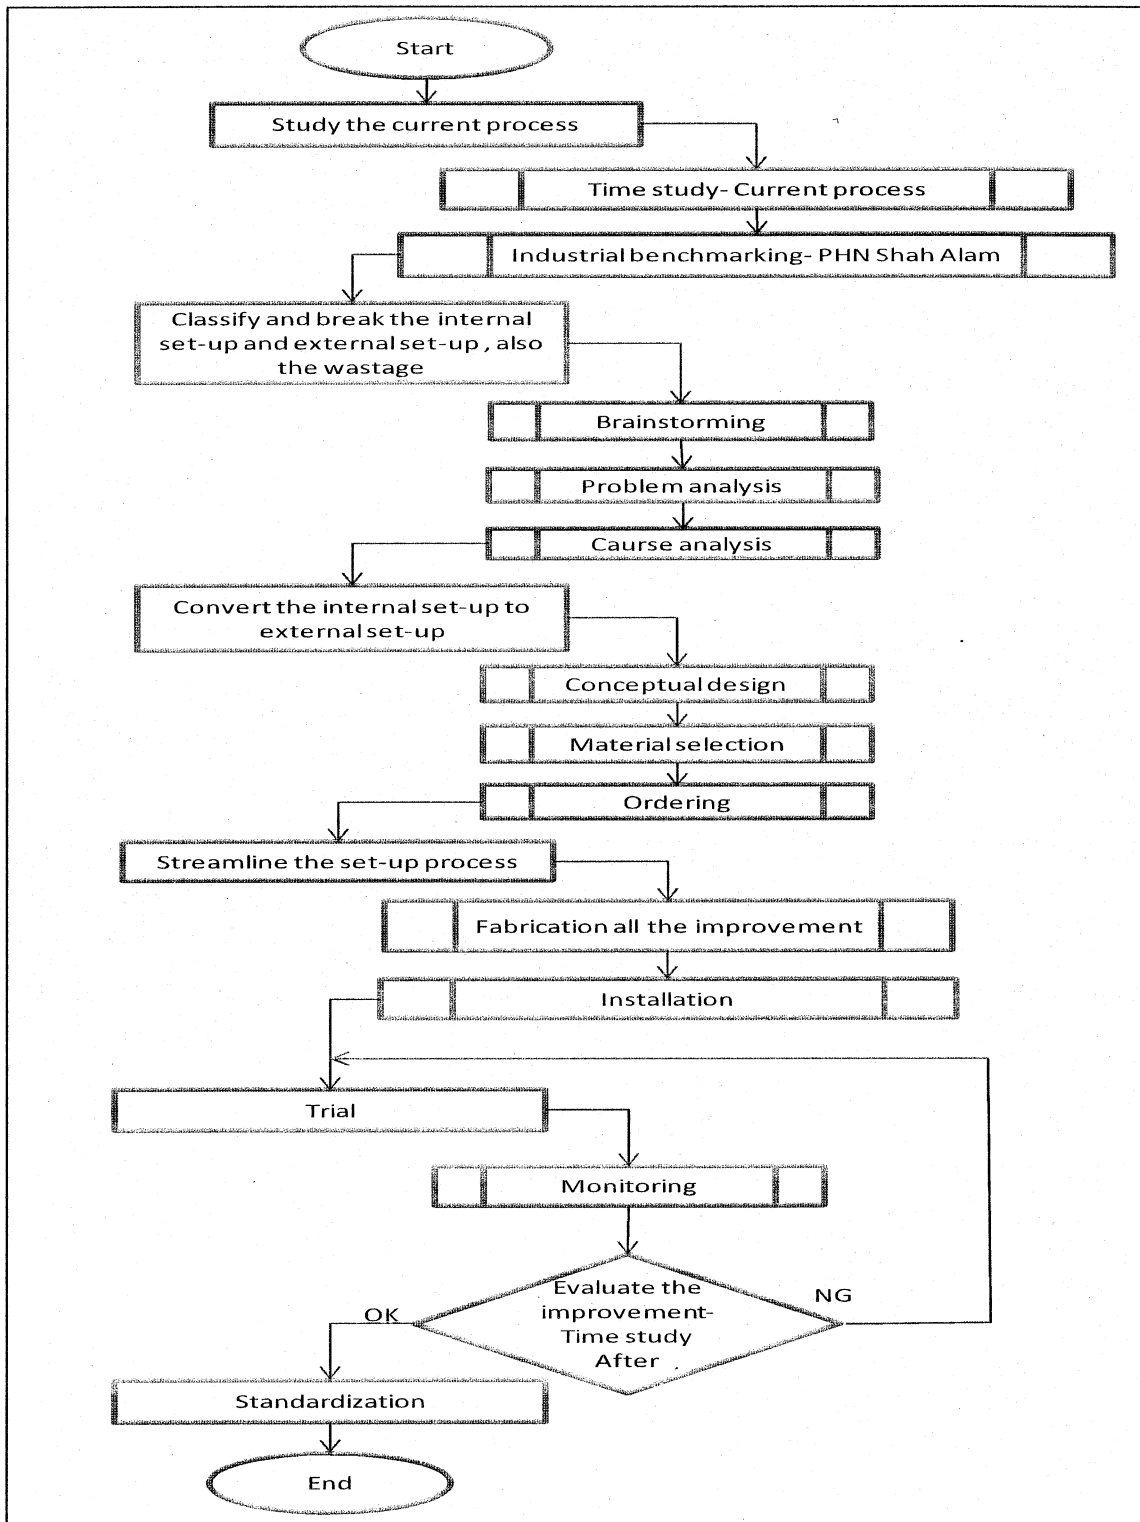 Start
Study the current process
Time study- Current process
Industrial benchmarking- PHN Shah Alam
Classify and break the internal
set-up and external set-up , also
the wastage
Brainstorming
Problem analysis
Caurse analysis
Convert the internal set-up to
external set-up
Conceptual design
Material selection
Ordering
Streamline the set-up process
Fabrication all the improvement
Installation
Trial
Monitoring
Evaluate the
improvement-
Time study
After
NG
OK
Standardization
End